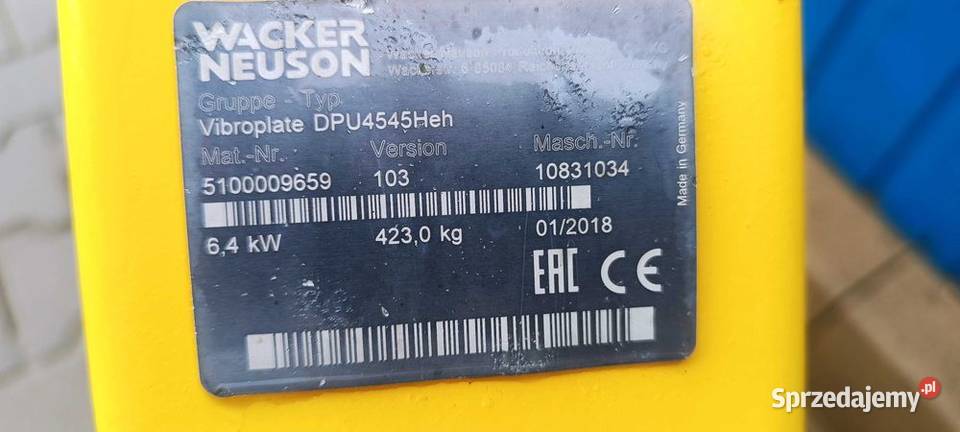 WACKER
NEUSON
Gruppe - Typ
Vibroplate DPU4545Heh
Mat.-Nr. Version Masch.-Nr.
5100009659 103 10831034
6,4 kW 423,0 kg 01/2018
EAC CE
Made in Germany
Sprzedajemy.pl